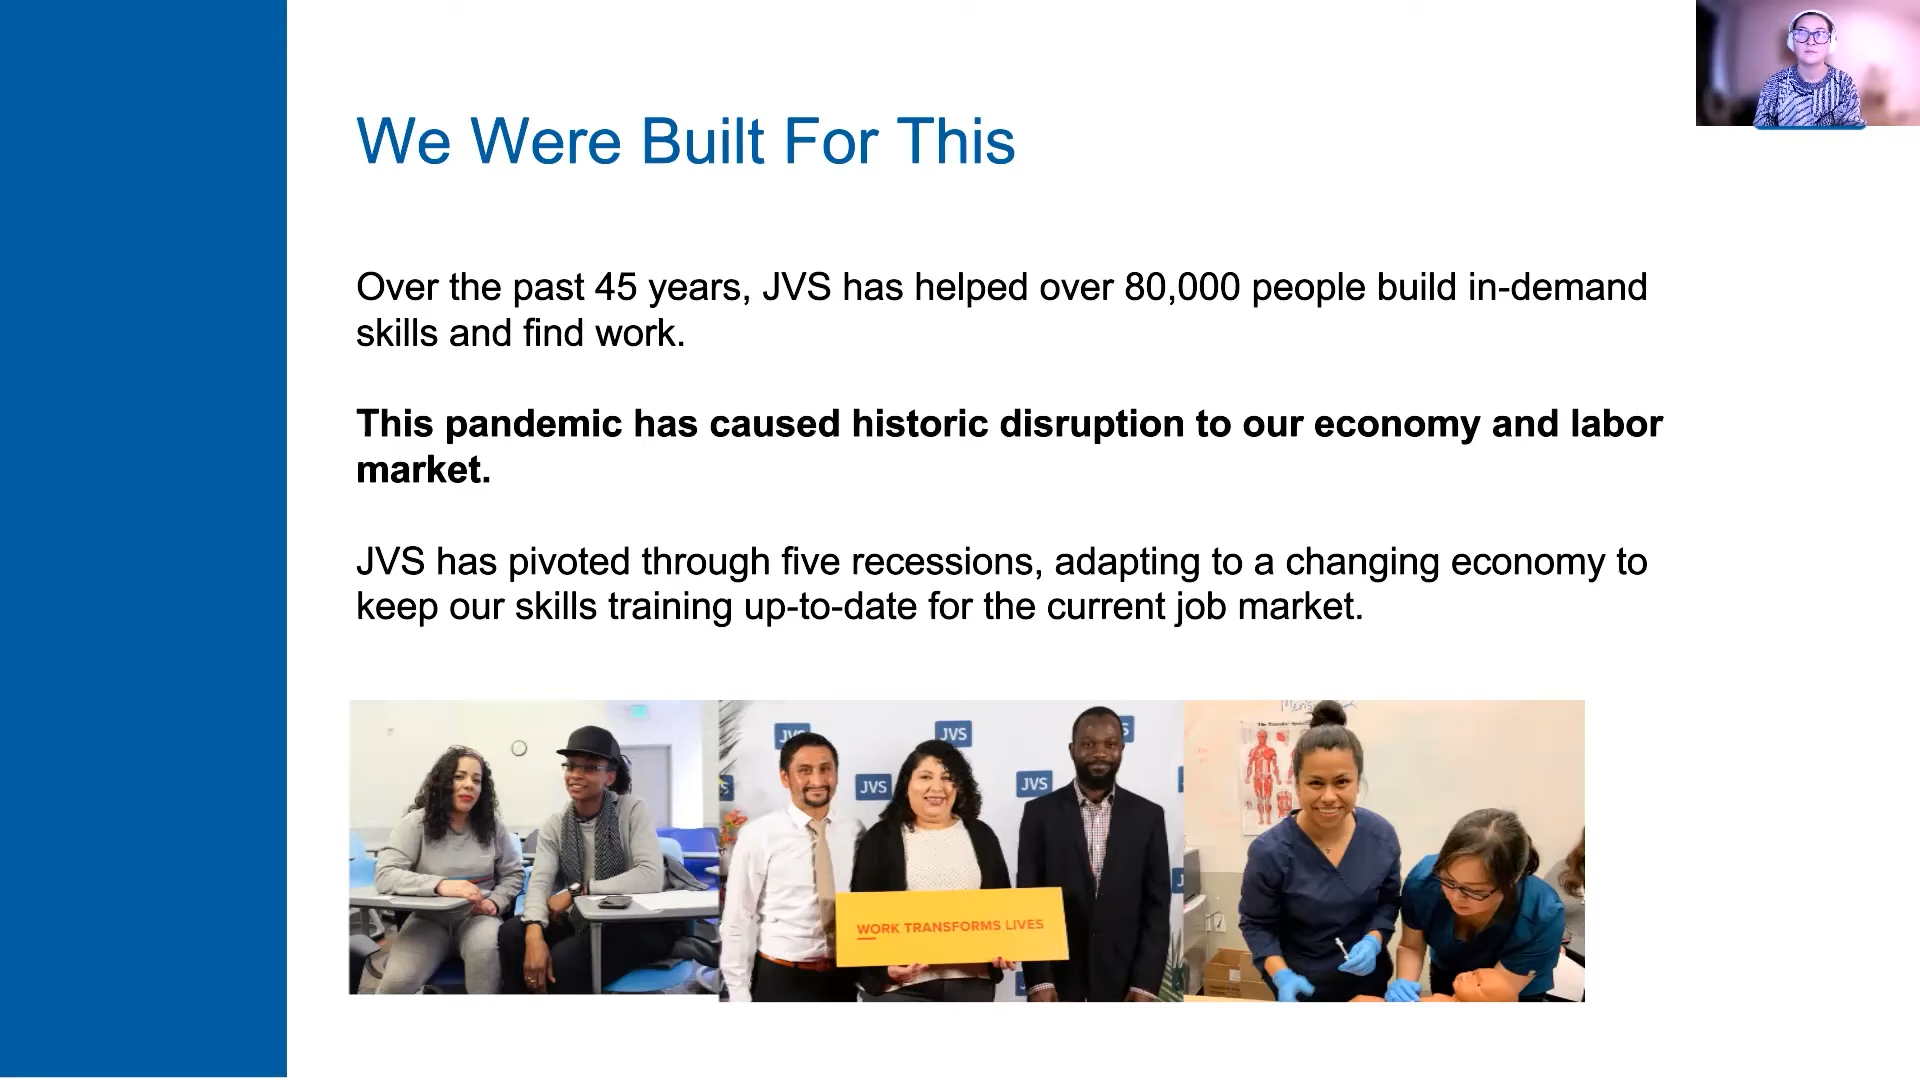 We Were Built For This
Over the past 45 years, JVS has helped over 80,000 people build in-demand
skills and find work.
This pandemic has caused historic disruption to our economy and labor
market.
JVS has pivoted through five recessions, adapting to a changing economy to
keep our skills training up-to-date for the current job market.
JVS
JVS
JVS
JVS
WORK TRANSFORMS LIVES